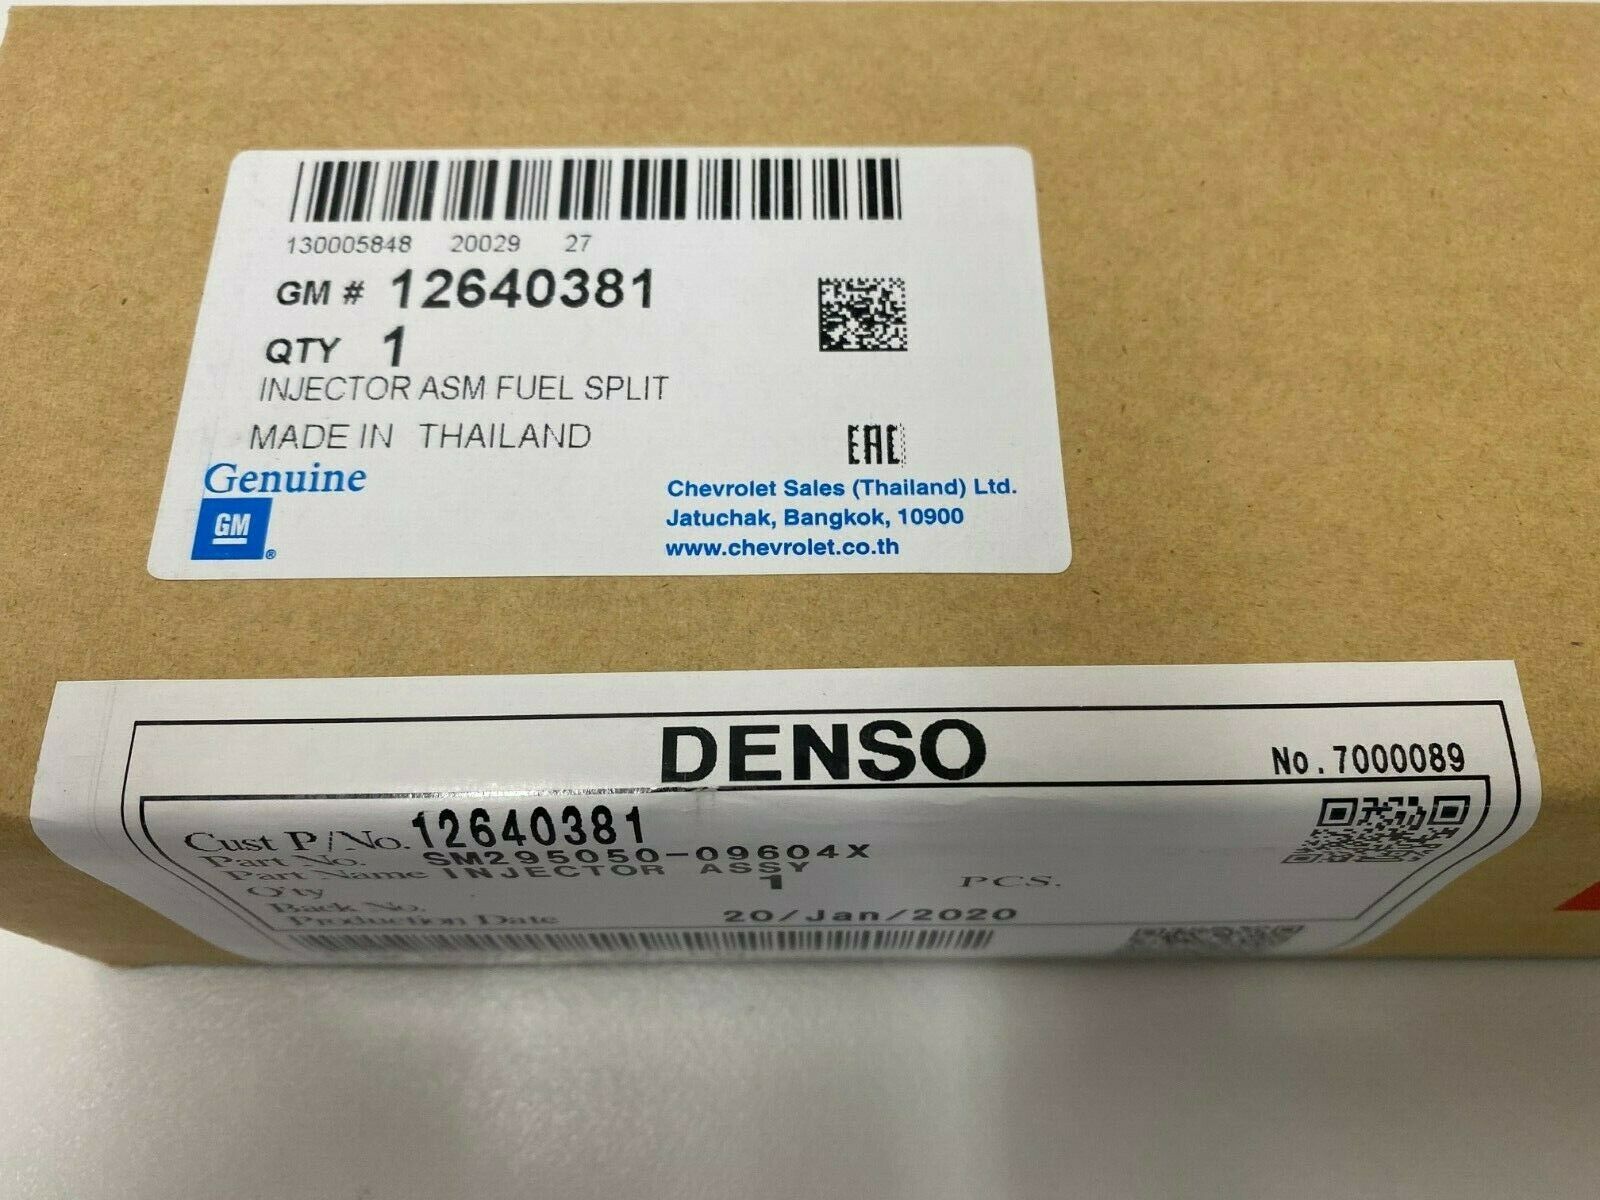 130005848 20029 27
GM # 12640381
QTY 1
INJECTOR ASM FUEL SPLIT
MADE IN THAILAND
EAC
Genuine
GM ®
Chevrolet Sales (Thailand) Ltd.
Jatuchak, Bangkok, 10900
www.chevrolet.co.th
DENSO
No.7000089
Cust P/No. 12640381
Part No. SM295050-09604X
Part Name INJECTOR ASSY
Q'ty 1 PCS.
Back No.
Production Date 20/Jan/2020